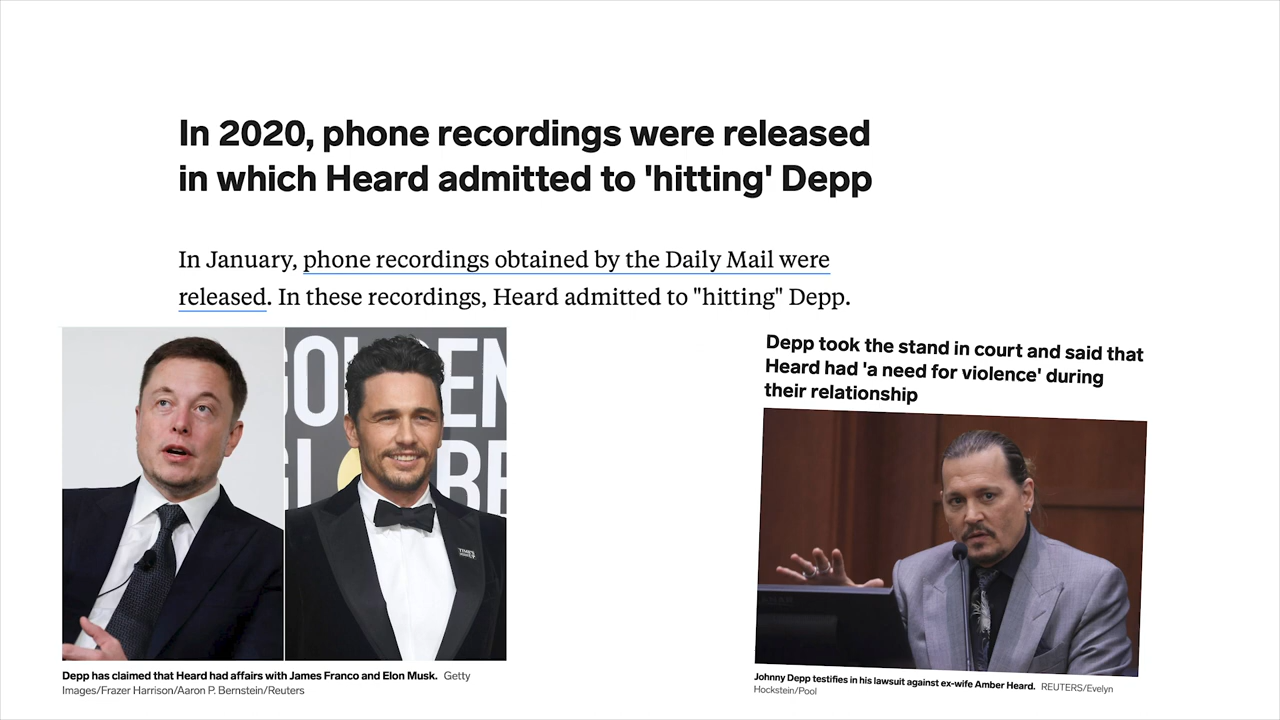 In 2020, phone recordings were released
in which Heard admitted to 'hitting' Depp
In January, phone recordings obtained by the Daily Mail were
released. In these recordings, Heard admitted to "hitting" Depp.
GOLDEN
GLOBE
TIME'S
Depp has claimed that Heard had affairs with James Franco and Elon Musk. Getty
Images/Frazer Harrison/Aaron P. Bernstein/Reuters
Depp took the stand in court and said that
Heard had 'a need for violence' during
their relationship
Johnny Depp testifies in his lawsuit against ex-wife Amber Heard. REUTERS/Evelyn
Hockstein/Pool